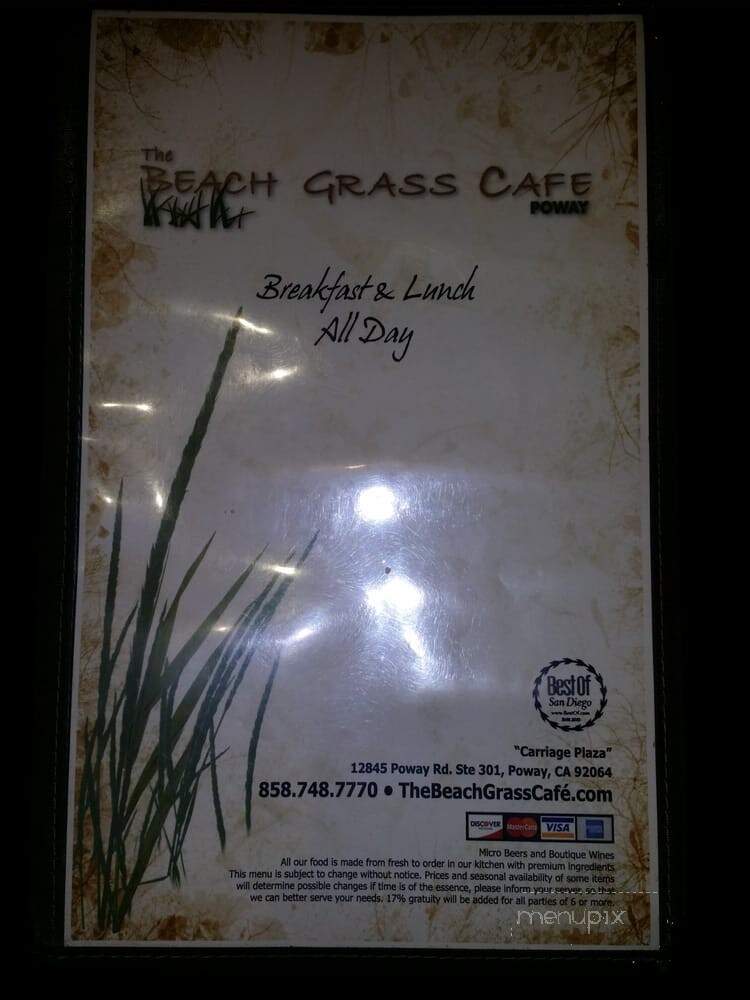 The
BEACH GRASS CAFE
POWAY
Breakfast & Lunch
All Day
Best Of
San Diego
www.BestOf.com
"Carriage Plaza"
12845 Poway Rd. Ste 301, Poway, CA 92064
858.748.7770 • TheBeachGrassCafé.com
DISCOVER MasterCard VISA
Micro Beers and Boutique Wines
All our food is made from fresh to order in our kitchen with premium ingredients
This menu is subject to change without notice. Prices and seasonal availability of some items
will determine possible changes if time is of the essence, please inform your server so that
we can better serve your needs. 17% gratuity will be added for all parties of 6 or more.
menupix